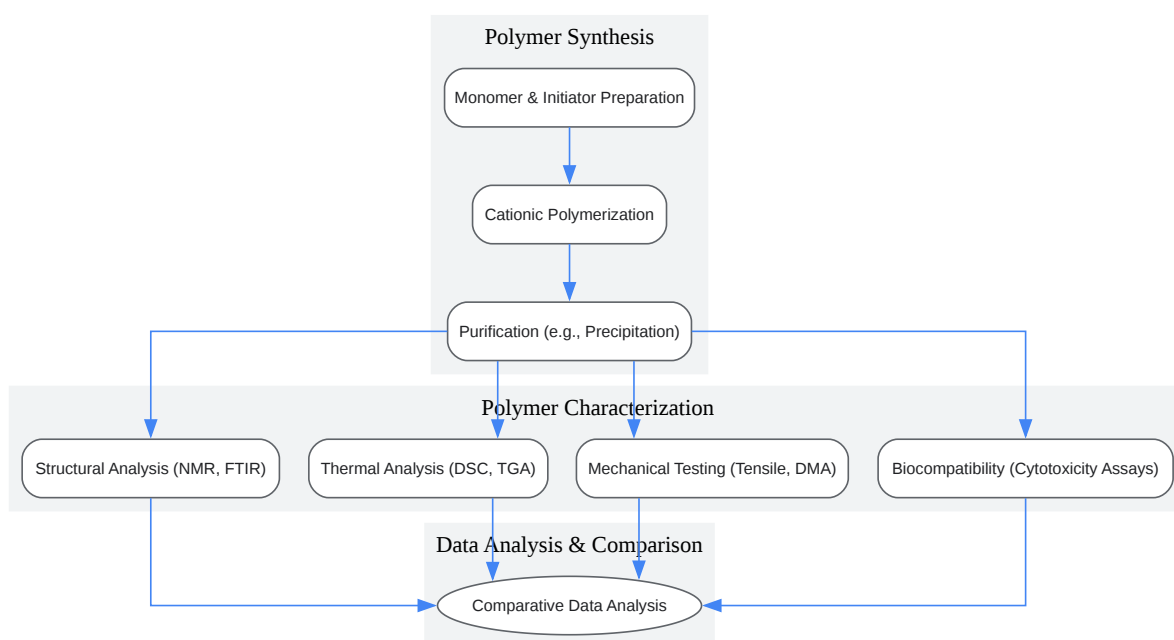 Polymer Synthesis
Monomer & Initiator Preparation
Cationic Polymerization
Purification (e.g., Precipitation)
Polymer Characterization
Structural Analysis (NMR, FTIR)
Thermal Analysis (DSC, TGA)
Mechanical Testing (Tensile, DMA)
Biocompatibility (Cytotoxicity Assays)
Data Analysis & Comparison
Comparative Data Analysis